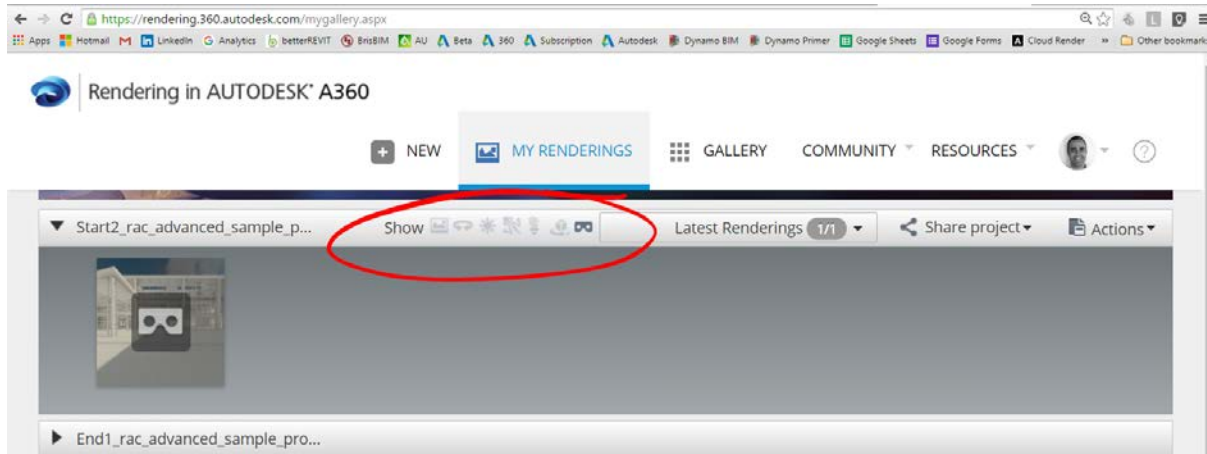 https://rendering.360.autodesk.com/mygallery.aspx
Apps Hotmail LinkedIn Analytics betterREVIT BrisBIM AU Beta 360 Subscription Autodesk Dynamo BIM Dynamo Primer Google Sheets Google Forms Cloud Render » Other bookmark
Rendering in AUTODESK® A360
NEW MY RENDERINGS GALLERY COMMUNITY RESOURCES ?
Start2_rac_advanced_sample_p... Show Latest Renderings 1/1 Share project Actions
End1_rac_advanced_sample_pro...